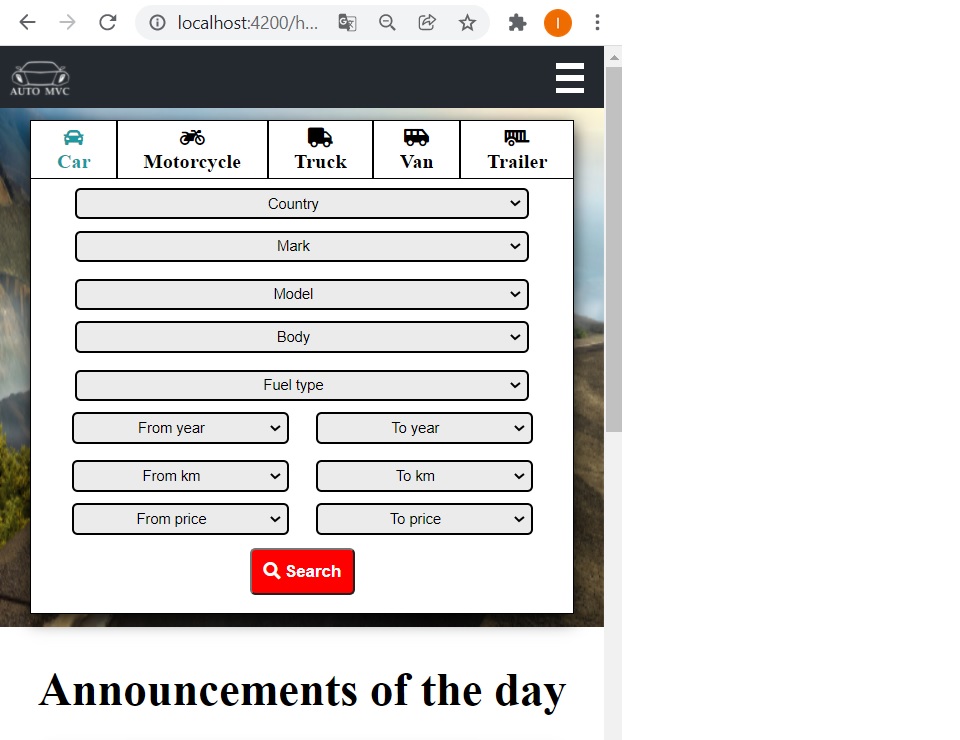 localhost:4200/h...
I
AUTO MVC
Car Motorcycle Truck Van Trailer
Country
Mark
Model
Body
Fuel type
From year To year
From km To km
From price To price
Search
Announcements of the day